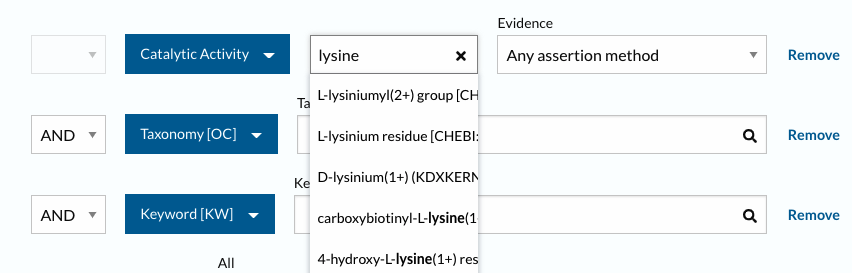 Evidence
Catalytic Activity lysine Any assertion method Remove
L-lysiniumyl(2+) group [CH
Ta
L-lysinium residue [CHEBI:
AND Taxonomy [OC] Remove
D-lysinium(1+) (KDXKERN
Ke
AND Keyword [KW] carboxybiotinyl-L-lysine(1- Remove
All 4-hydroxy-L-lysine(1+) res